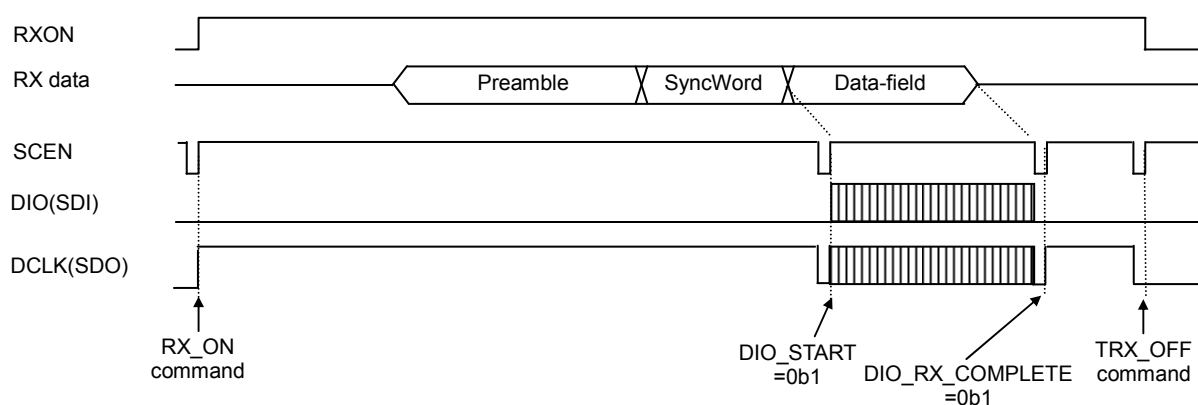 RXON
RX data
Preamble
SyncWord
Data-field
SCEN
DIO(SDI)
DCLK(SDO)
RX_ON
command
DIO_START
=0b1
DIO_RX_COMPLETE
=0b1
TRX_OFF
command